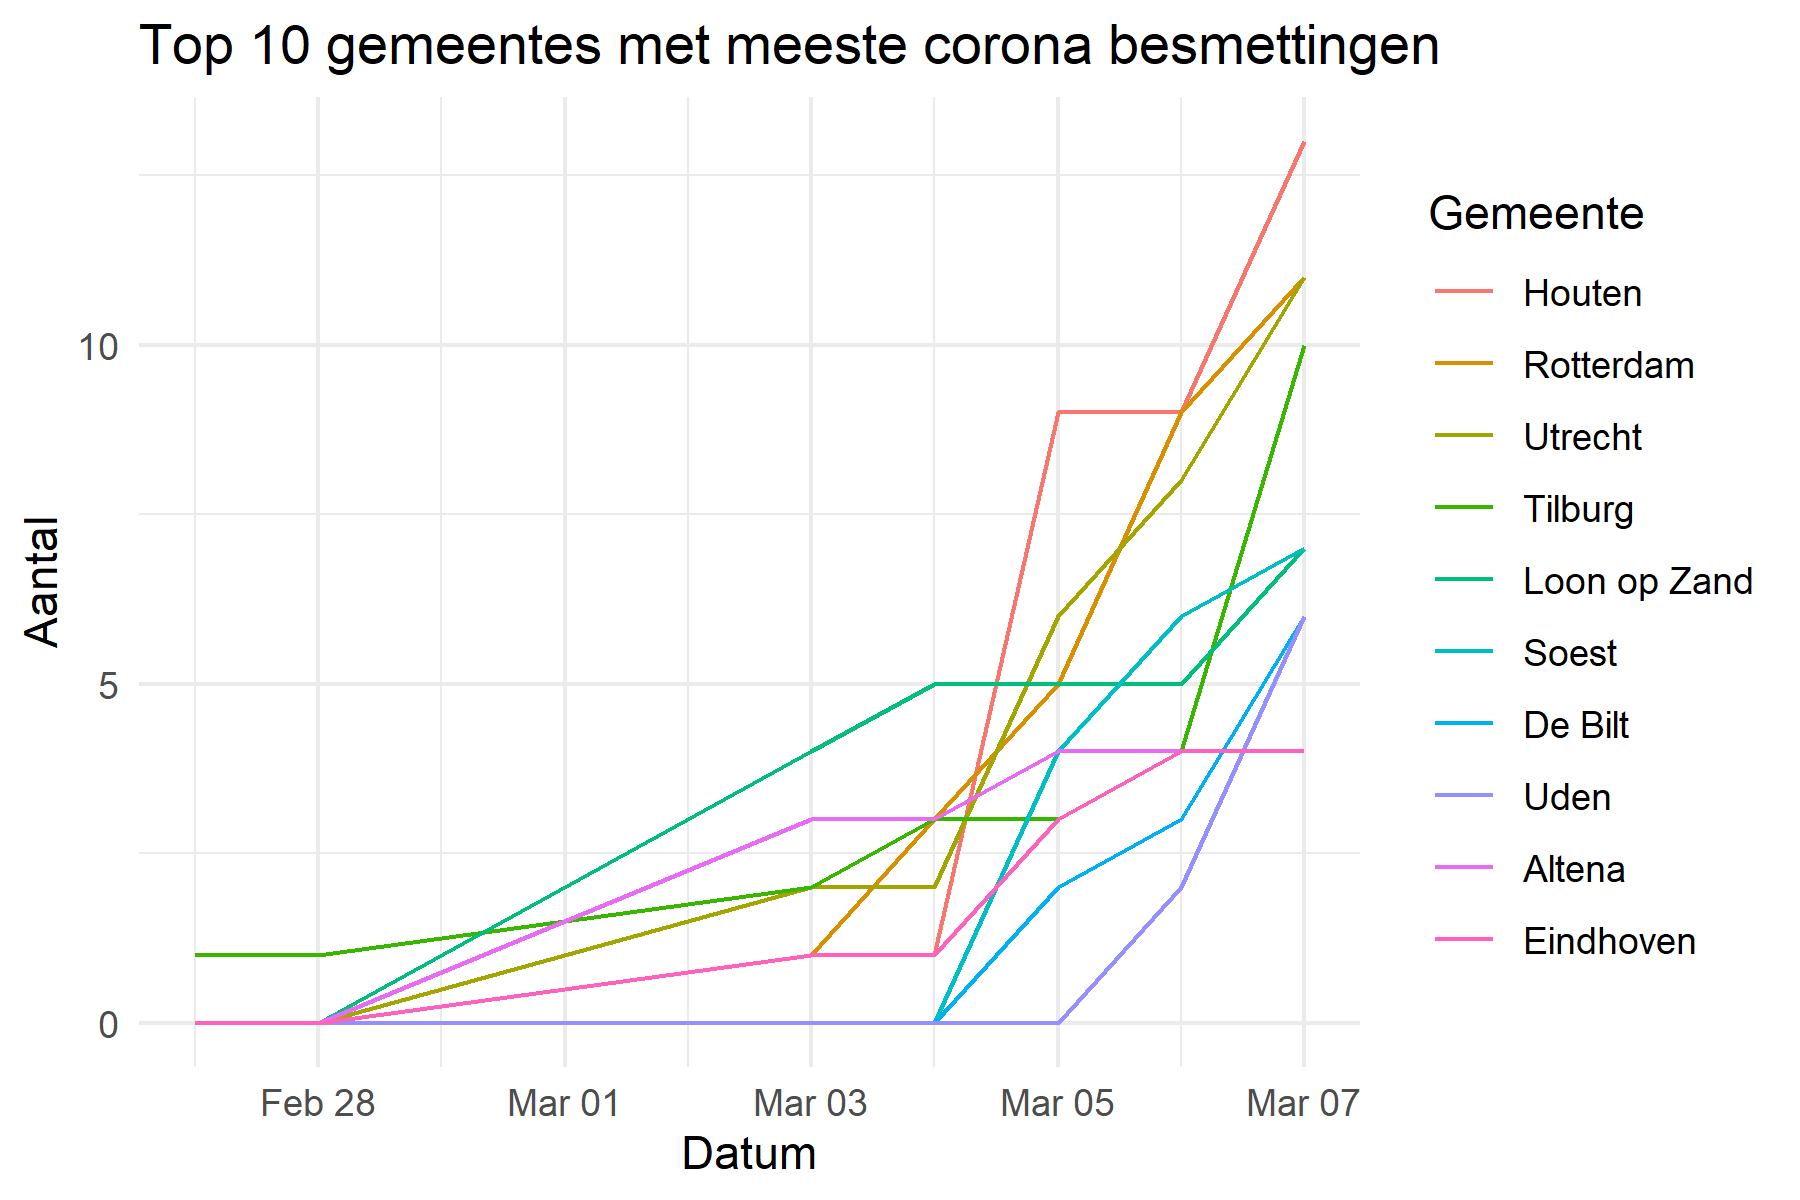 Top 10 gemeentes met meeste corona besmettingen
Aantal
10
5
0
Feb 28
Mar 01
Mar 03
Mar 05
Mar 07
Datum
Gemeente
Houten
Rotterdam
Utrecht
Tilburg
Loon op Zand
Soest
De Bilt
Uden
Altena
Eindhoven